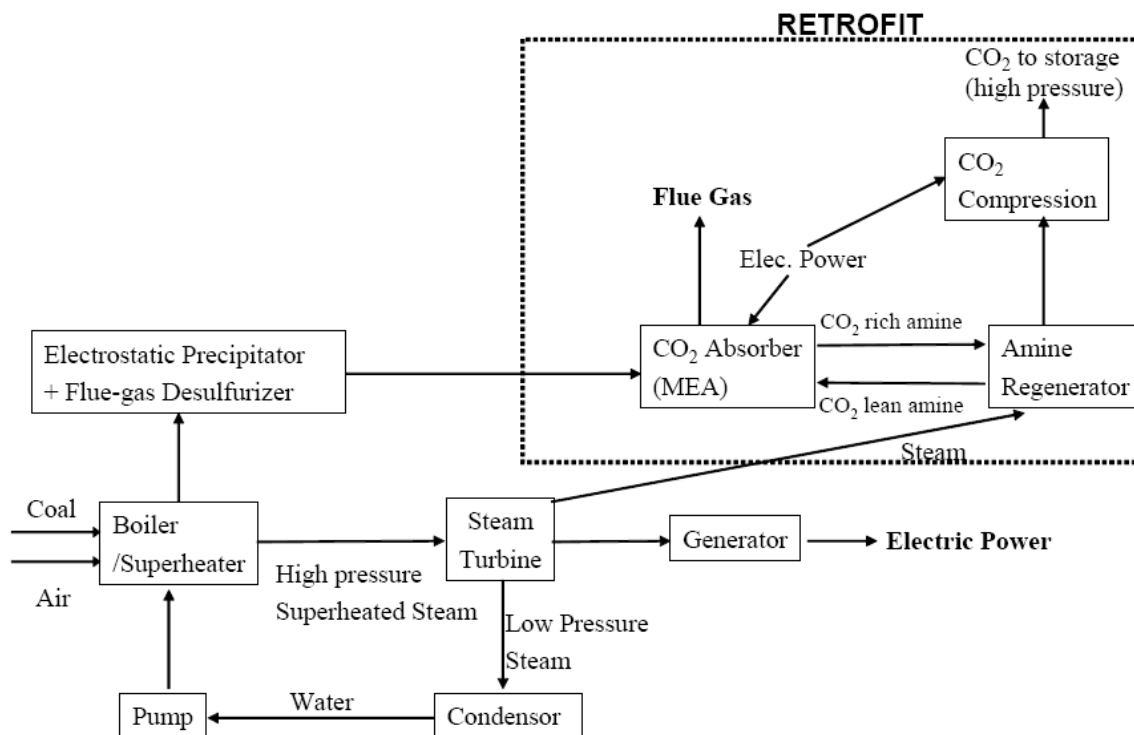 RETROFIT
CO₂ to storage
(high pressure)
CO₂
Compression
Flue Gas
Elec. Power
CO₂ rich amine
Electrostatic Precipitator
+ Flue-gas Desulfurizer
CO₂ Absorber
(MEA)
Amine
Regenerator
CO₂ lean amine
Steam
Coal
Air
Boiler
/Superheater
High pressure
Superheated Steam
Steam
Turbine
Generator
Electric Power
Low Pressure
Steam
Pump
Water
Condensor